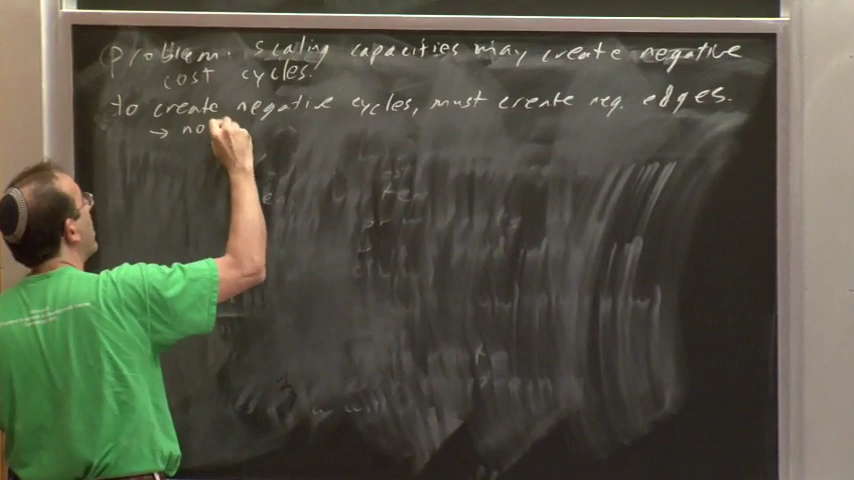 Problem. scaling capacities may create negative
cost cycles.
to create negative cycles, must create neg. edges.
→ no